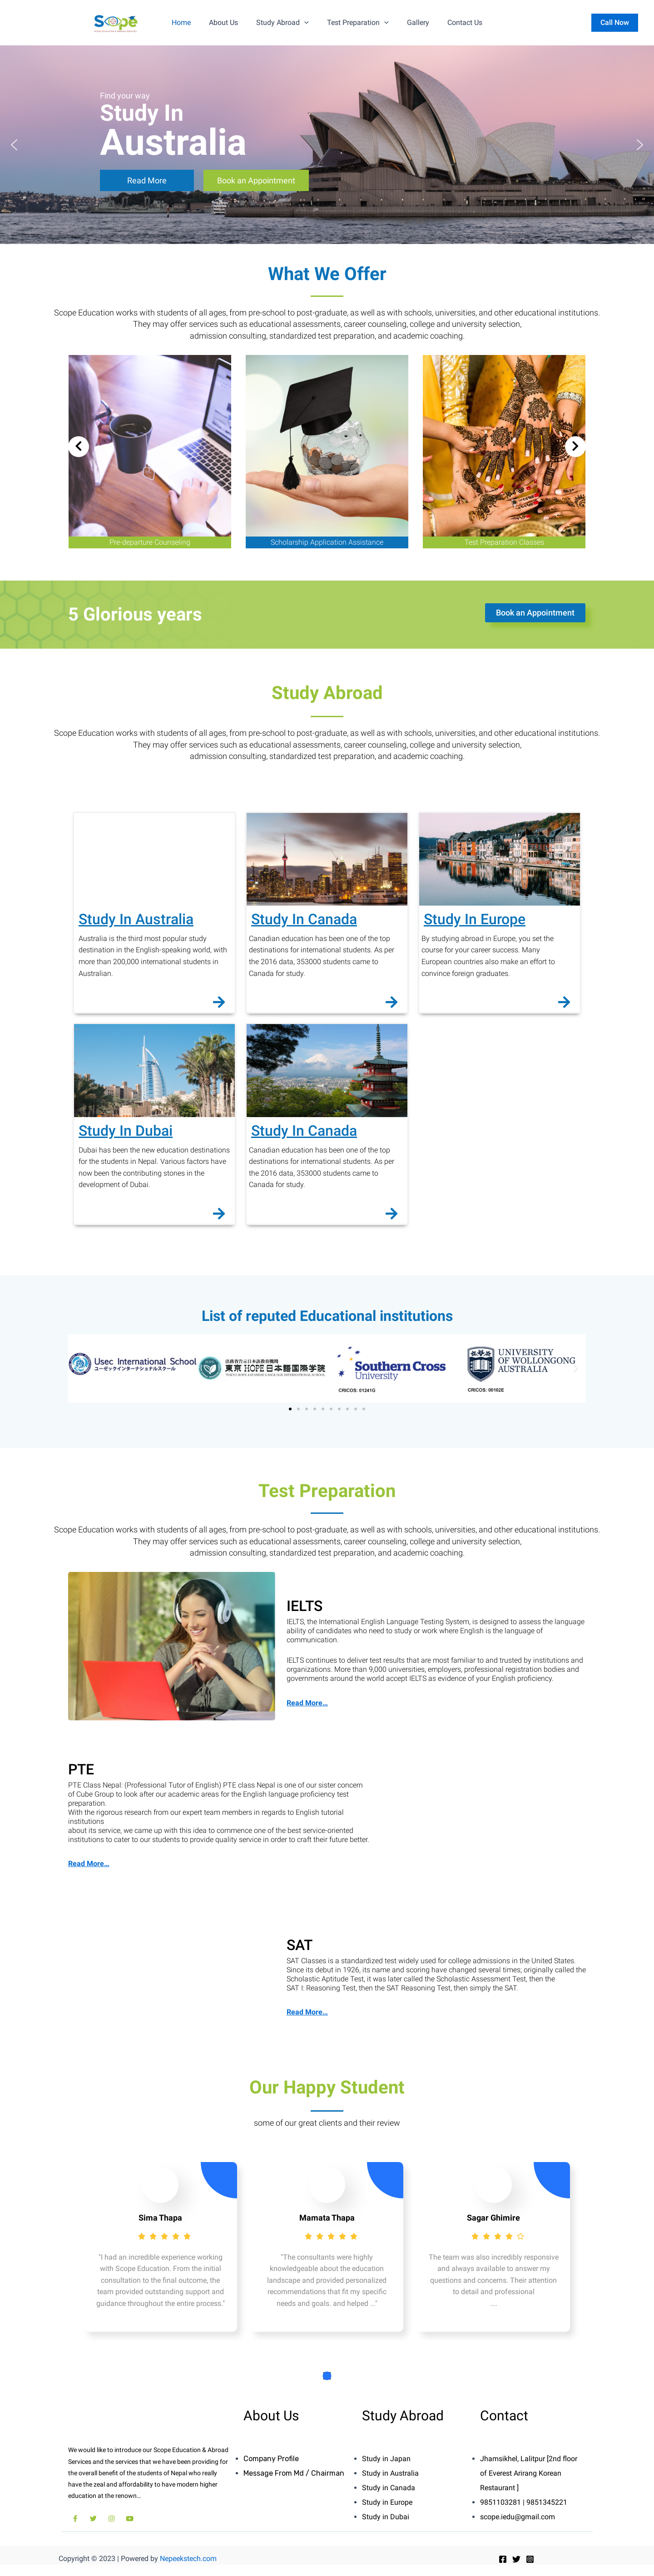 Scope
Home
About Us
Study Abroad
Test Preparation
Gallery
Contact Us
Call Now
Find your way
Study In
Australia
Read More
Book an Appointment
What We Offer
Scope Education works with students of all ages, from pre-school to post-graduate, as well as with schools, universities, and other educational institutions.
They may offer services such as educational assessments, career counseling, college and university selection,
admission consulting, standardized test preparation, and academic coaching.
Pre-departure Counseling
Scholarship Application Assistance
Test Preparation Classes
5 Glorious years
Book an Appointment
Study Abroad
Scope Education works with students of all ages, from pre-school to post-graduate, as well as with schools, universities, and other educational institutions.
They may offer services such as educational assessments, career counseling, college and university selection,
admission consulting, standardized test preparation, and academic coaching.
Study In Australia
Australia is the third most popular study
destination in the English-speaking world, with
more than 200,000 international students in
Australian.
Study In Canada
Canadian education has been one of the top
destinations for international students. As per
the 2016 data, 353000 students came to
Canada for study.
Study In Europe
By studying abroad in Europe, you set the
course for your career success. Many
European countries also make an effort to
convince foreign graduates.
Study In Dubai
Dubai has been the new education destinations
for the students in Nepal. Various factors have
now been the contributing stones in the
development of Dubai.
Study In Canada
Canadian education has been one of the top
destinations for international students. As per
the 2016 data, 353000 students came to
Canada for study.
List of reputed Educational institutions
Usec International School
ユーゼックインターナショナルスクール
法務省告示日本語教育機関
東京HOPE日本語国際学院
Southern Cross
Education Institute
CRICOS: 01241G
UNIVERSITY
OF WOLLONGONG
AUSTRALIA
CRICOS: 00102E
Test Preparation
Scope Education works with students of all ages, from pre-school to post-graduate, as well as with schools, universities, and other educational institutions.
They may offer services such as educational assessments, career counseling, college and university selection,
admission consulting, standardized test preparation, and academic coaching.
IELTS
IELTS, the International English Language Testing System, is designed to assess the language
ability of candidates who need to study or work where English is the language of
communication.
IELTS continues to deliver test results that are most familiar to and trusted by institutions and
organizations. More than 9,000 universities, employers, professional registration bodies and
governments around the world accept IELTS as evidence of your English proficiency.
Read More...
PTE
PTE Class Nepal: (Professional Tutor of English) PTE class Nepal is one of our sister concern
of Cube Group to look after our academic areas for the English language proficiency test
preparation.
With the rigorous research from our expert team members in regards to English tutorial
institutions
about its service, we came up with this idea to commence one of the best service-oriented
institutions to cater to our students to provide quality service in order to craft their future better.
Read More...
SAT
SAT Classes is a standardized test widely used for college admissions in the United States.
Since its debut in 1926, its name and scoring have changed several times; originally called the
Scholastic Aptitude Test, it was later called the Scholastic Assessment Test, then the
SAT I: Reasoning Test, then the SAT Reasoning Test, then simply the SAT.
Read More...
Our Happy Student
some of our great clients and their review
Sima Thapa
"I had an incredible experience working
with Scope Education. From the initial
consultation to the final outcome, the
team provided outstanding support and
guidance throughout the entire process."
Mamata Thapa
"The consultants were highly
knowledgeable about the education
landscape and provided personalized
recommendations that fit my specific
needs and goals. and helped ..."
Sagar Ghimire
The team was also incredibly responsive
and always available to answer my
questions and concerns. Their attention
to detail and professional
....
We would like to introduce our Scope Education & Abroad
Services and the services that we have been providing for
the overall benefit of the students of Nepal who really
have the zeal and affordability to have modern higher
education at the renown...
About Us
Company Profile
Message From Md / Chairman
Study Abroad
Study in Japan
Study in Australia
Study in Canada
Study in Europe
Study in Dubai
Contact
Jhamsikhel, Lalitpur [2nd floor
of Everest Arirang Korean
Restaurant ]
9851103281 | 9851345221
scope.iedu@gmail.com
Copyright © 2023 | Powered by Nepeekstech.com